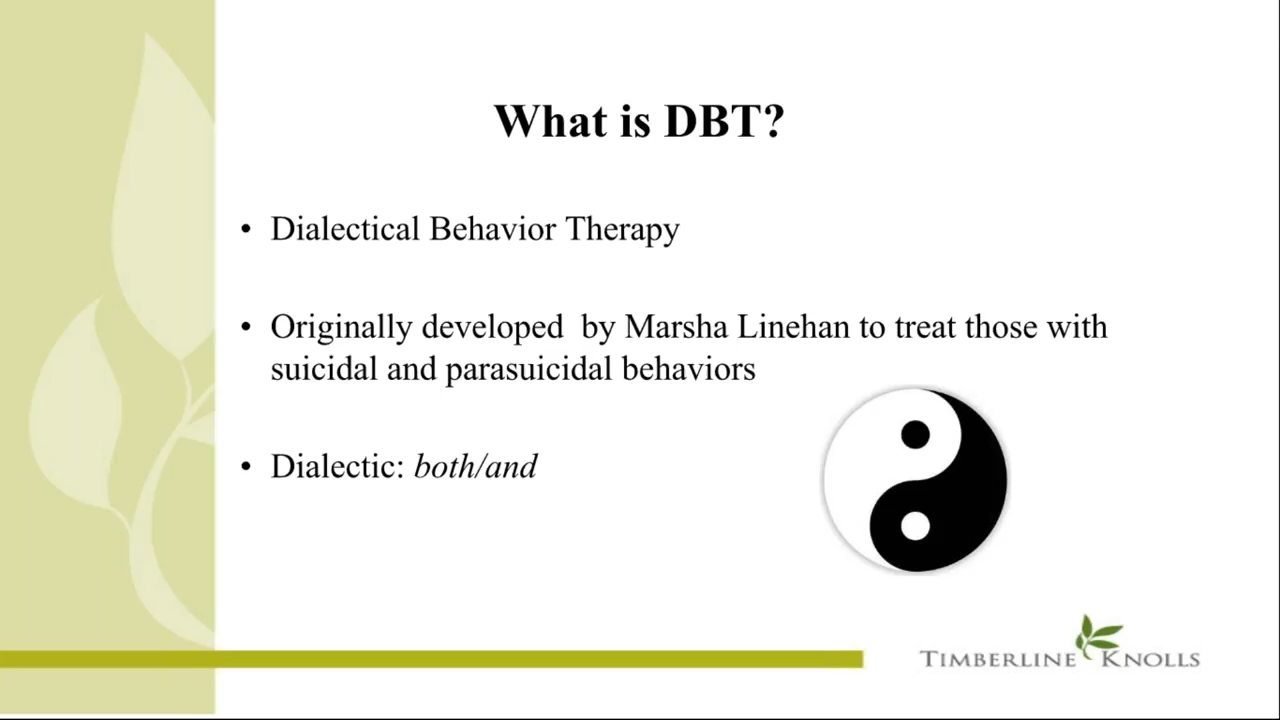 What is DBT?
• Dialectical Behavior Therapy
• Originally developed  by Marsha Linehan to treat those with
suicidal and parasuicidal behaviors
• Dialectic: both/and
TIMBERLINE KNOLLS